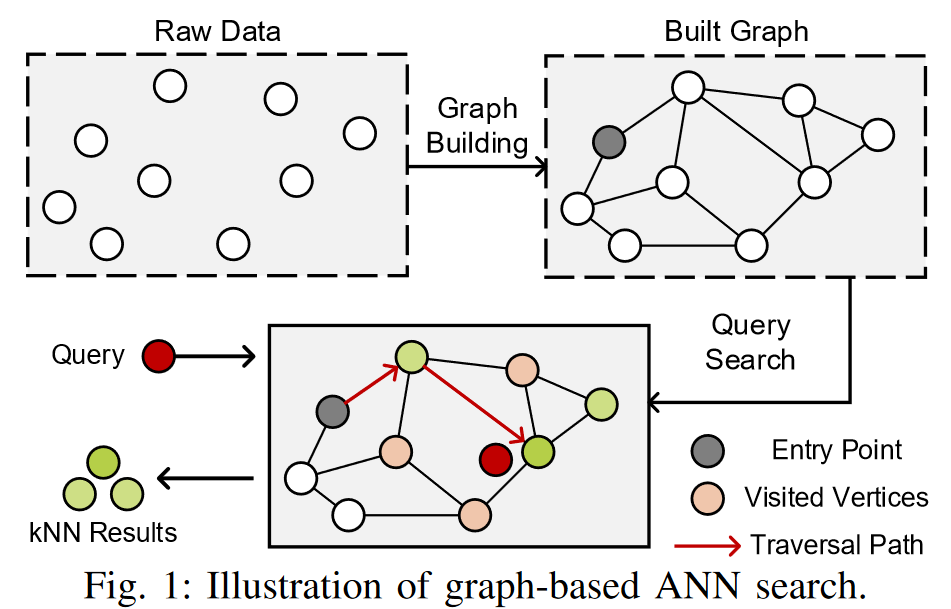 Raw Data
Built Graph
Graph
Building
Query
Search
Query
kNN Results
Entry Point
Visited Vertices
Traversal Path
Fig. 1: Illustration of graph-based ANN search.